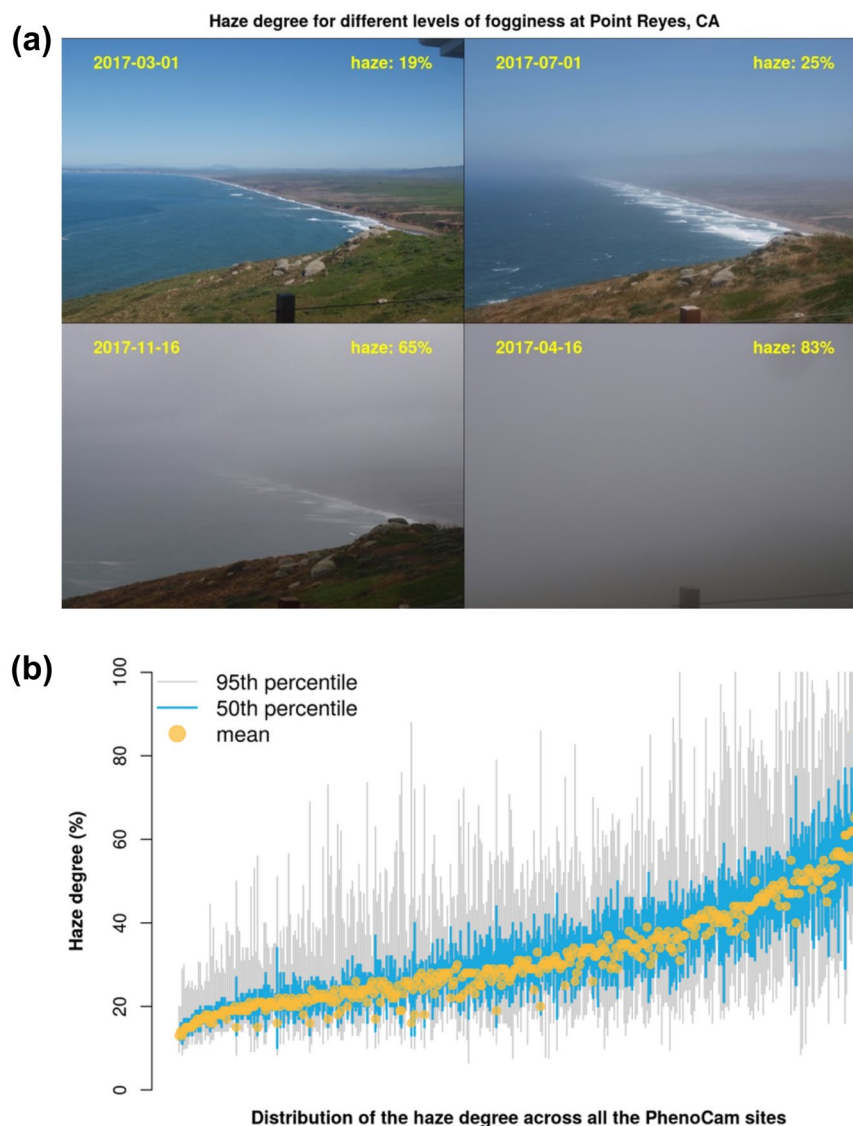 Haze degree for different levels of fogginess at Point Reyes, CA
(a)
2017-03-01
haze: 19%
2017-07-01
haze: 25%
2017-11-16
haze: 65%
2017-04-16
haze: 83%
(b)
100
80
60
40
20
0
Haze degree (%)
95th percentile
50th percentile
mean
Distribution of the haze degree across all the PhenoCam sites